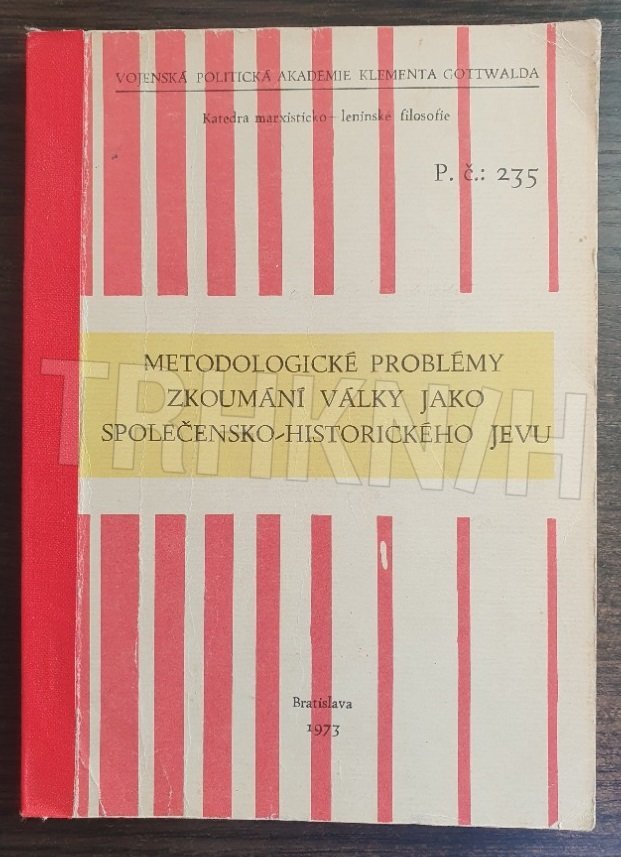 VOJENSKÁ POLITICKÁ AKADEMIE KLEMENTA GOTTWALDA
Katedra marxisticko - leninské filosofie
P. č.: 235
METODOLOGICKÉ PROBLÉMY
ZKOUMÁNÍ VÁLKY JAKO
SPOLEČENSKO-HISTORICKÉHO JEVU
TRHKNIH
Bratislava
1973